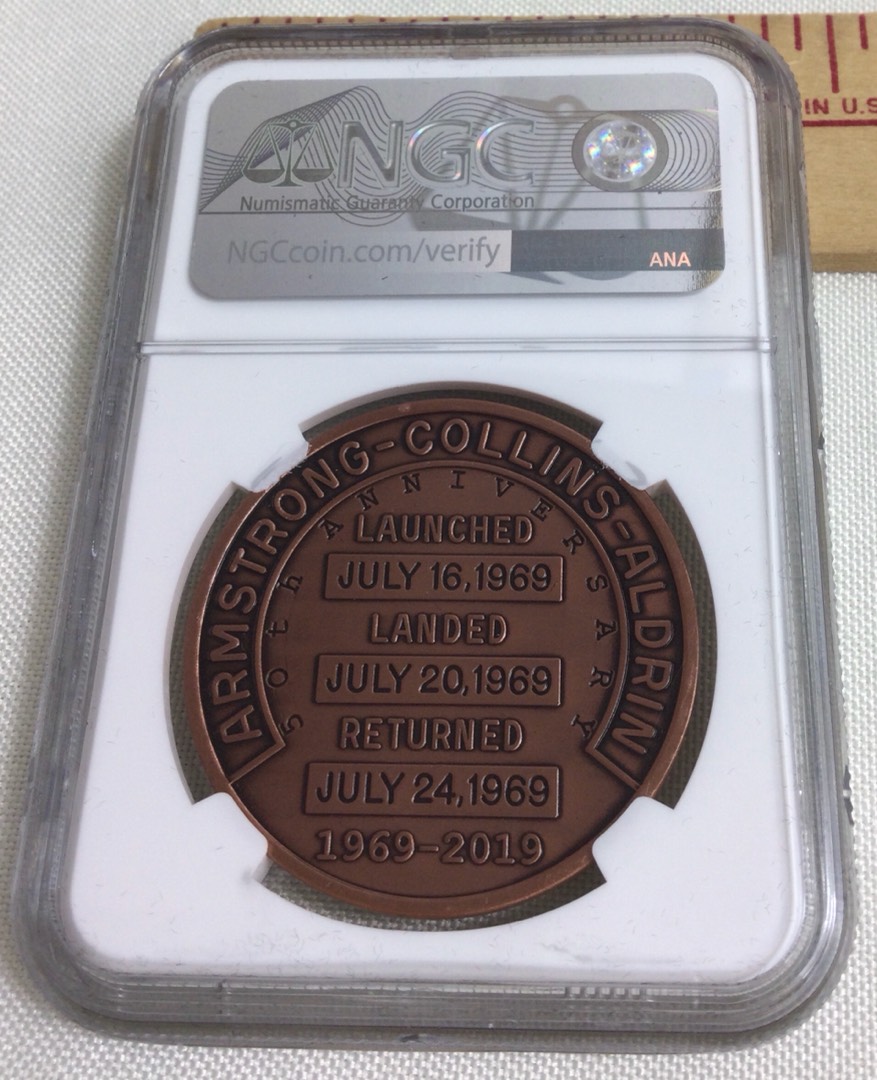 IN U.S
NGC
Numismatic Guaranty Corporation
NGCcoin.com/verify
ANA
ARMSTRONG-COLLINS-ALDRIN
50th ANNIVERSARY
LAUNCHED
JULY 16,1969
LANDED
JULY 20,1969
RETURNED
JULY 24,1969
1969-2019